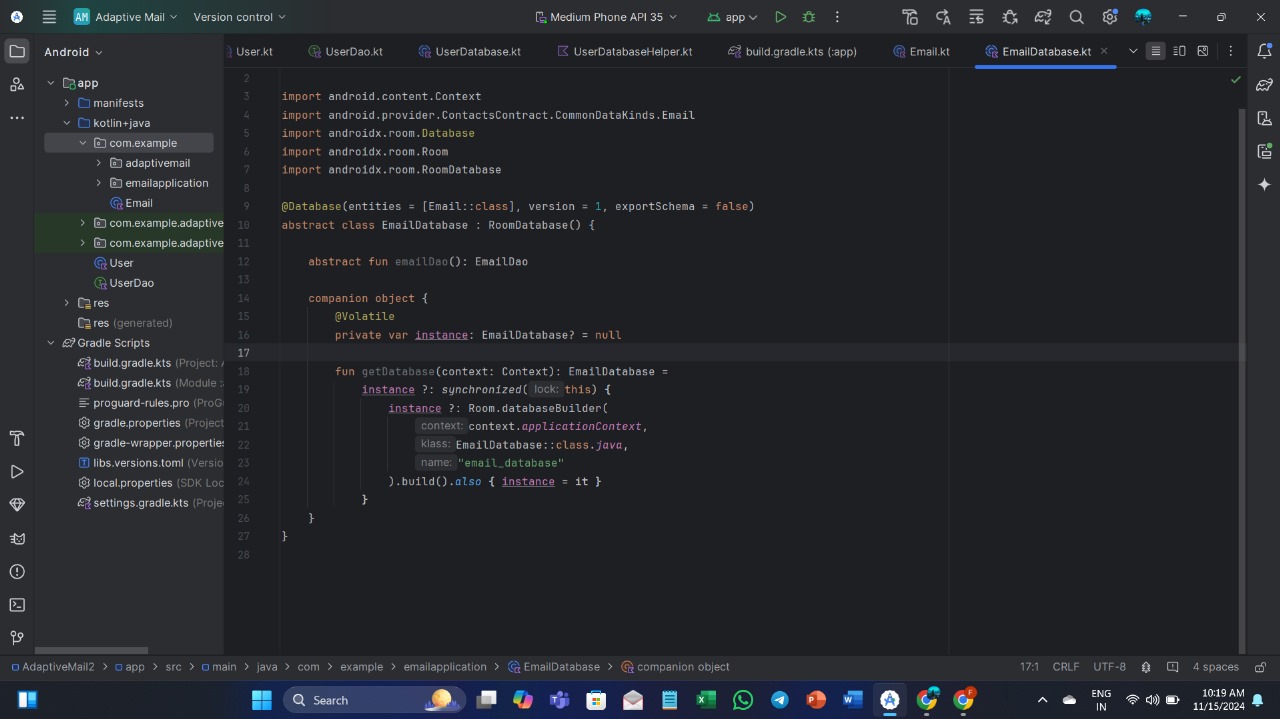 AM Adaptive Mail Version control Medium Phone API 35 app
Android
User.kt UserDao.kt UserDatabase.kt UserDatabaseHelper.kt build.gradle.kts (:app) Email.kt EmailDatabase.kt
app
manifests
kotlin+java
com.example
adaptivemail
emailapplication
Email
com.example.adaptive
com.example.adaptive
User
UserDao
res
res (generated)
Gradle Scripts
build.gradle.kts (Project: A
build.gradle.kts (Module :a
proguard-rules.pro (ProG
gradle.properties (Project
gradle-wrapper.properties
libs.versions.toml (Versio
local.properties (SDK Loc
settings.gradle.kts (Proje
2
3 import android.content.Context
4 import android.provider.ContactsContract.CommonDataKinds.Email
5 import androidx.room.Database
6 import androidx.room.Room
7 import androidx.room.RoomDatabase
8
9 @Database(entities = [Email::class], version = 1, exportSchema = false)
10 abstract class EmailDatabase : RoomDatabase() {
11
12 abstract fun emailDao(): EmailDao
13
14 companion object {
15 @Volatile
16 private var instance: EmailDatabase? = null
17
18 fun getDatabase(context: Context): EmailDatabase =
19 instance ?: synchronized( lock: this) {
20 instance ?: Room.databaseBuilder(
21 context: context.applicationContext,
22 klass: EmailDatabase::class.java,
23 name: "email_database"
24 ).build().also { instance = it }
25 }
26 }
27 }
28
AdaptiveMail2 > app > src > main > java > com > example > emailapplication > EmailDatabase > companion object 17:1 CRLF UTF-8 4 spaces
Search
ENG
IN
10:19 AM
11/15/2024